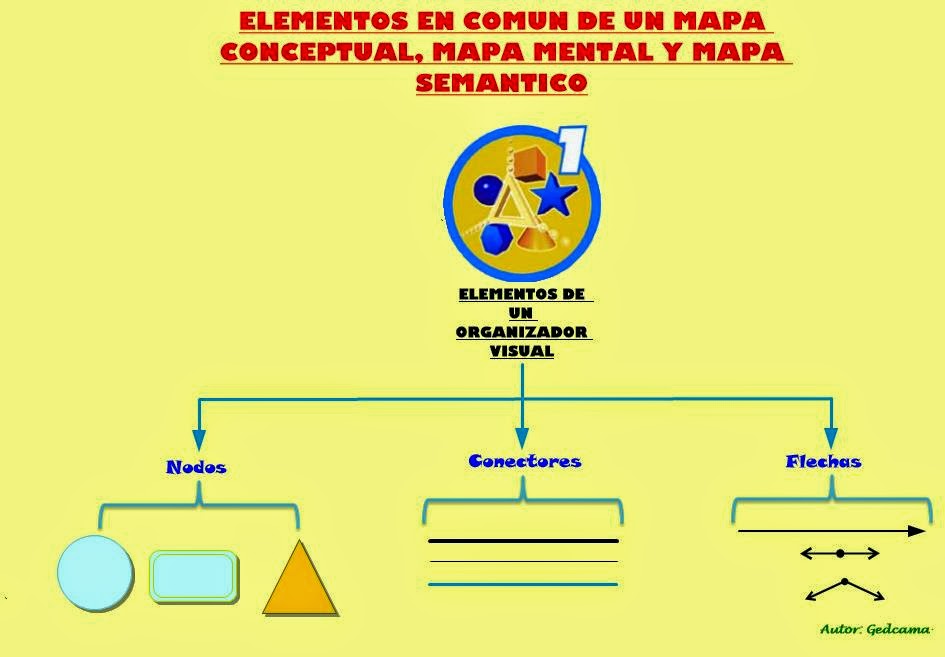 ELEMENTOS EN COMUN DE UN MAPA
CONCEPTUAL, MAPA MENTAL Y MAPA
SEMANTICO
1
ELEMENTOS DE
UN
ORGANIZADOR
VISUAL
Nodos
Conectores
Flechas
Autor: Gedcama